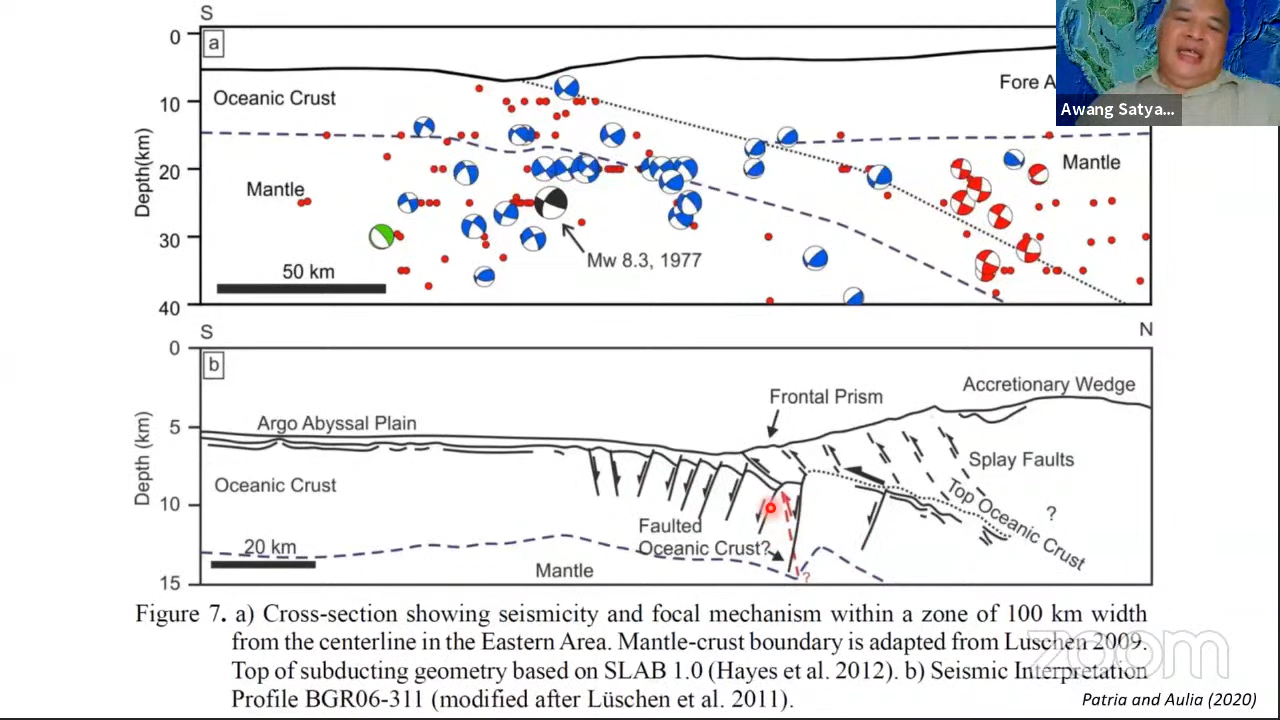 S
a
0
10
20
30
40
Depth(km)
Oceanic Crust
Fore A
Mantle
Mantle
Mw 8.3, 1977
50 km
Awang Satya...
S
N
b
0
5
10
15
Depth (km)
Frontal Prism
Accretionary Wedge
Argo Abyssal Plain
Splay Faults
Oceanic Crust
Top Oceanic Crust
?
Faulted
Oceanic Crust?
20 km
Mantle
?
Figure 7. a) Cross-section showing seismicity and focal mechanism within a zone of 100 km width
from the centerline in the Eastern Area. Mantle-crust boundary is adapted from Luschen 2009.
Top of subducting geometry based on SLAB 1.0 (Hayes et al. 2012). b) Seismic Interpretation
Profile BGR06-311 (modified after Lüschen et al. 2011).
zoom
Patria and Aulia (2020)